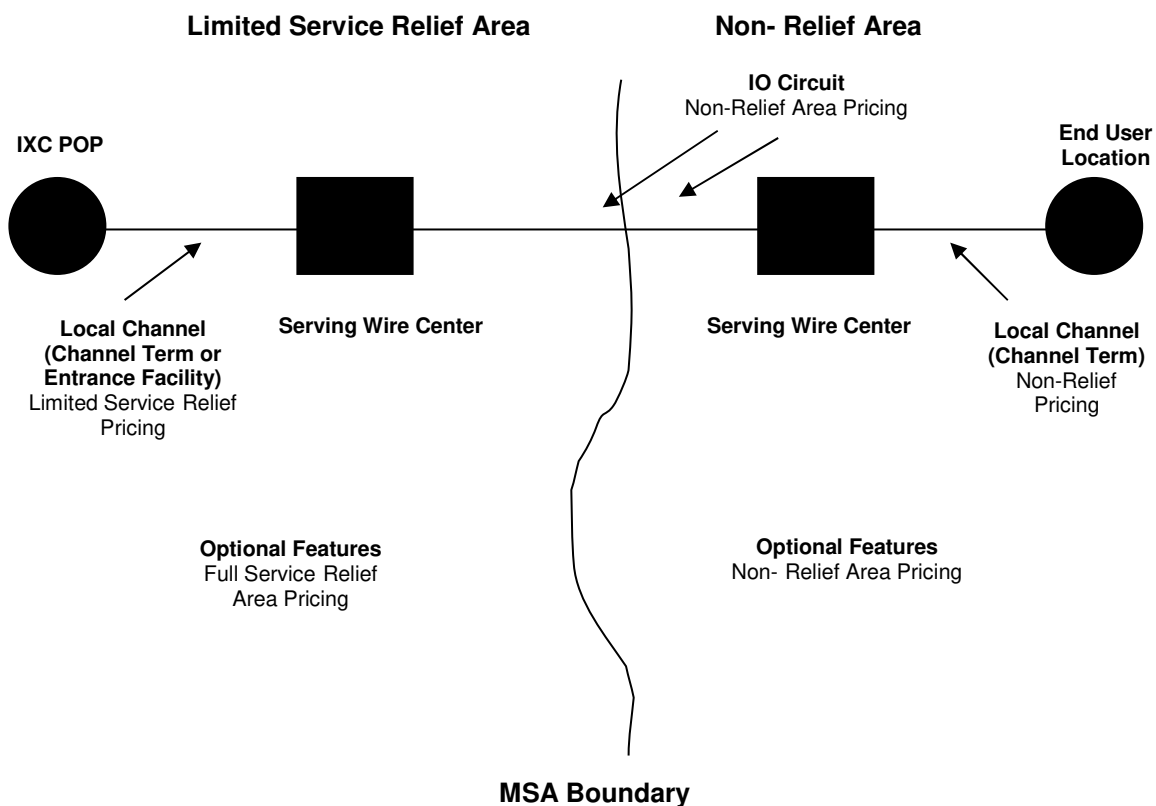 Limited Service Relief Area
Non- Relief Area
IO Circuit
Non-Relief Area Pricing
IXC POP
End User
Location
Local Channel
(Channel Term or
Entrance Facility)
Limited Service Relief
Pricing
Serving Wire Center
Serving Wire Center
Local Channel
(Channel Term)
Non-Relief
Pricing
Optional Features
Full Service Relief
Area Pricing
Optional Features
Non- Relief Area Pricing
MSA Boundary